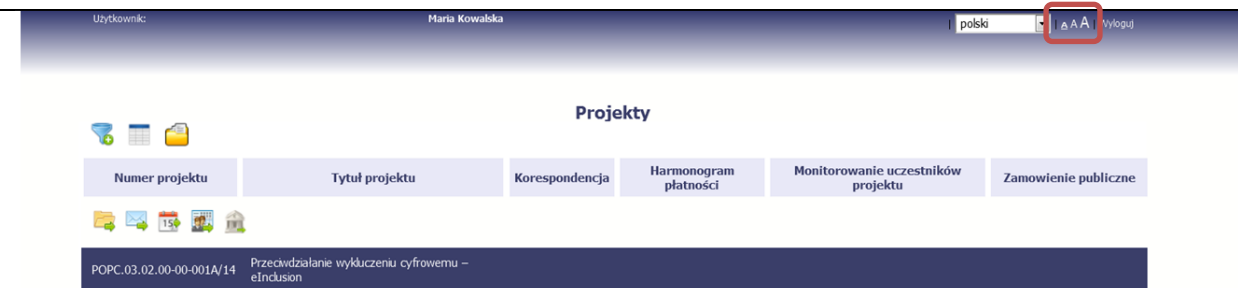 Użytkownik: Maria Kowalska | polski | A A A | Wyloguj
Projekty
Numer projektu Tytuł projektu Korespondencja Harmonogram płatności Monitorowanie uczestników projektu Zamowienie publiczne
15
POPC.03.02.00-00-001A/14 Przeciwdziałanie wykluczeniu cyfrowemu –
eInclusion